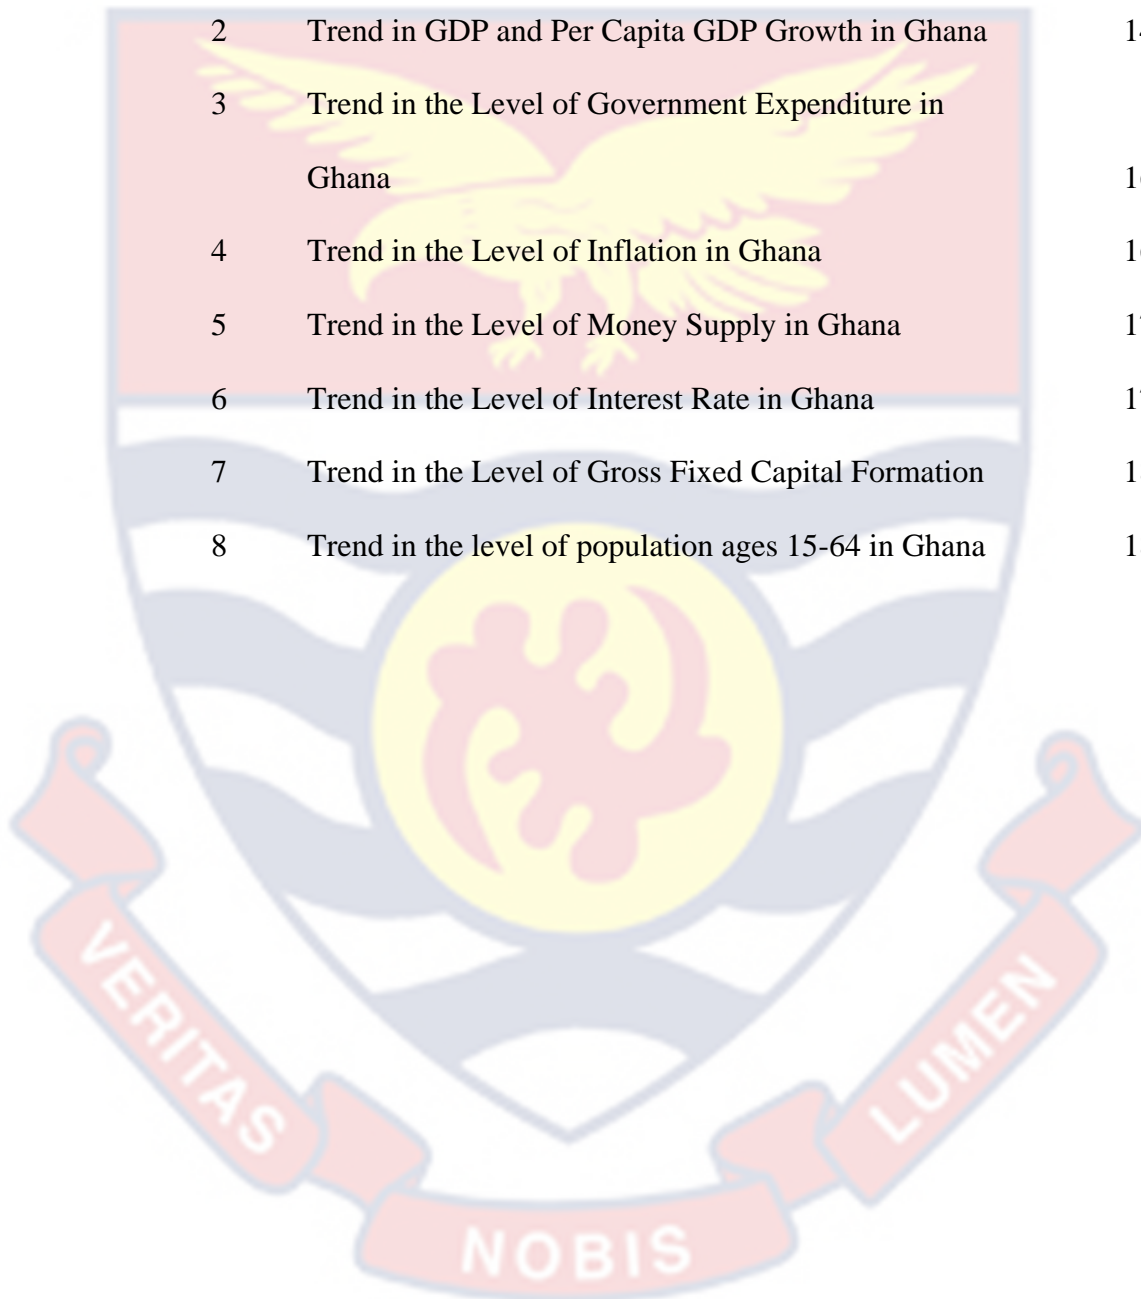 2 Trend in GDP and Per Capita GDP Growth in Ghana
3 Trend in the Level of Government Expenditure in
Ghana
4 Trend in the Level of Inflation in Ghana
5 Trend in the Level of Money Supply in Ghana
6 Trend in the Level of Interest Rate in Ghana
7 Trend in the Level of Gross Fixed Capital Formation
8 Trend in the level of population ages 15-64 in Ghana
VERITAS
NOBIS
LUMEN